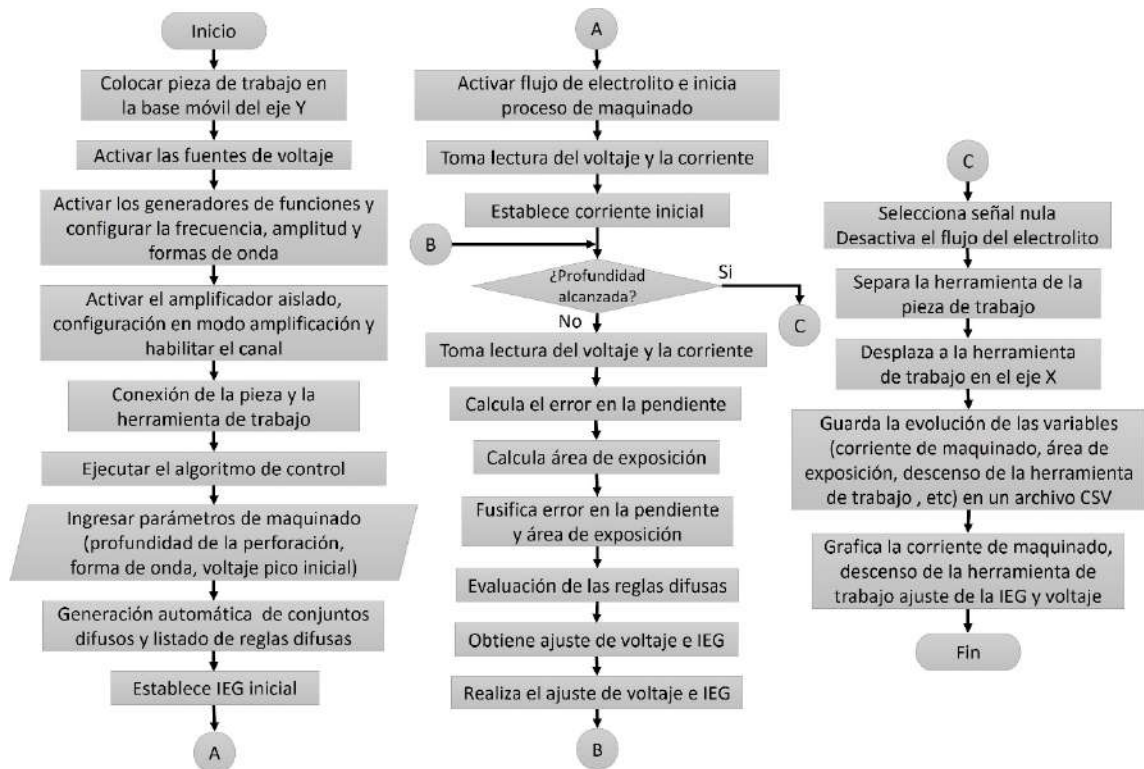 Inicio
Colocar pieza de trabajo en
la base móvil del eje Y
Activar las fuentes de voltaje
Activar los generadores de funciones y
configurar la frecuencia, amplitud y
formas de onda
Activar el amplificador aislado,
configuración en modo amplificación y
habilitar el canal
Conexión de la pieza y la
herramienta de trabajo
Ejecutar el algoritmo de control
Ingresar parámetros de maquinado
(profundidad de la perforación,
forma de onda, voltaje pico inicial)
Generación automática de conjuntos
difusos y listado de reglas difusas
Establece IEG inicial
A
A
Activar flujo de electrolito e inicia
proceso de maquinado
Toma lectura del voltaje y la corriente
Establece corriente inicial
B
¿Profundidad
alcanzada?
Si
C
No
Toma lectura del voltaje y la corriente
Calcula el error en la pendiente
Calcula área de exposición
Fusifica error en la pendiente
y área de exposición
Evaluación de las reglas difusas
Obtiene ajuste de voltaje e IEG
Realiza el ajuste de voltaje e IEG
B
C
Selecciona señal nula
Desactiva el flujo del electrolito
Separa la herramienta de la
pieza de trabajo
Desplaza a la herramienta
de trabajo en el eje X
Guarda la evolución de las variables
(corriente de maquinado, área de
exposición, descenso de la herramienta
de trabajo , etc) en un archivo CSV
Grafica la corriente de maquinado,
descenso de la herramienta de
trabajo ajuste de la IEG y voltaje
Fin